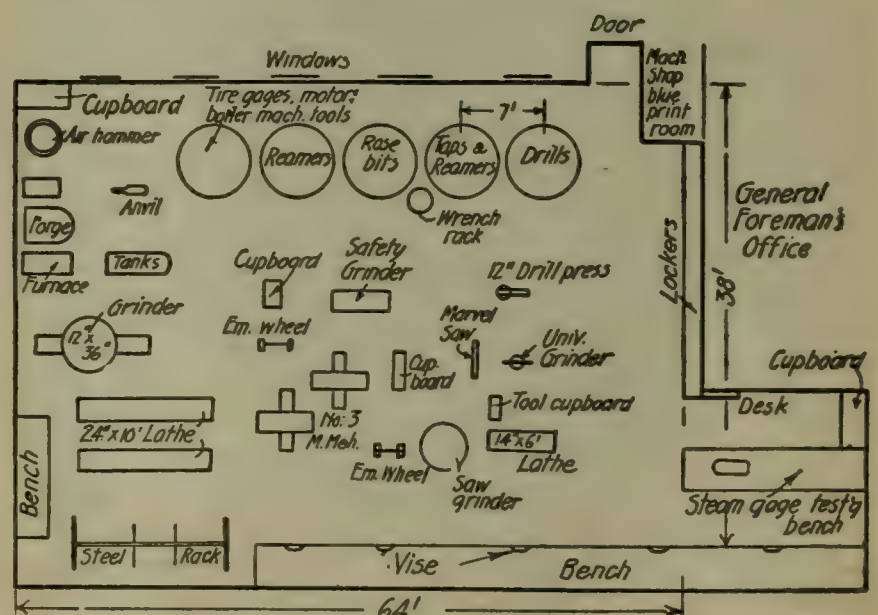 Door
Windows
Mach.
Shop
blue
print
room
Cupboard
Tire gages, motor,
boiler mach. tools
7'
Air hammer
Reamers
Rose
bits
Taps &
Reamers
Drills
Anvil
Wrench
rack
General
Foreman's
Office
Forge
Lockers
38'
Furnace
Tanks
Cupboard
Safety
Grinder
12" Drill press
Grinder
12"x
36"
Em. wheel
Marvel
Saw
Univ.
Grinder
Cup.
board
Cupboard
Tool cupboard
Desk
24"x10' Lathe
No. 3
M. Mch.
14"x6'
Lathe
Em. Wheel
Saw
grinder
Bench
Steam gage test'g
bench
Steel Rack
Vise
Bench
64'